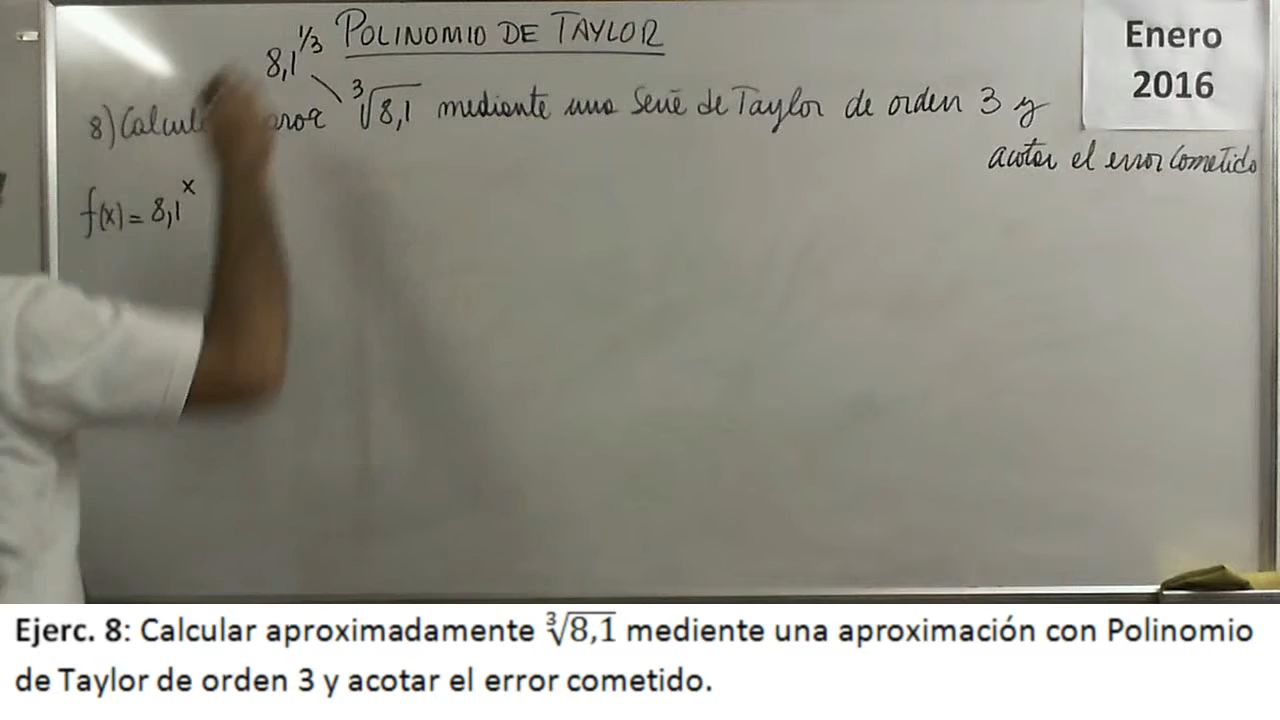 POLINOMIO DE TAYLOR
8,1^1/3
8) Calcul aprox ∛8,1 mediante una Serie de Taylor de orden 3 y
acotar el error cometido
f(x) = 8,1^x
Enero
2016
Ejerc. 8: Calcular aproximadamente ∛8,1 mediente una aproximación con Polinomio
de Taylor de orden 3 y acotar el error cometido.